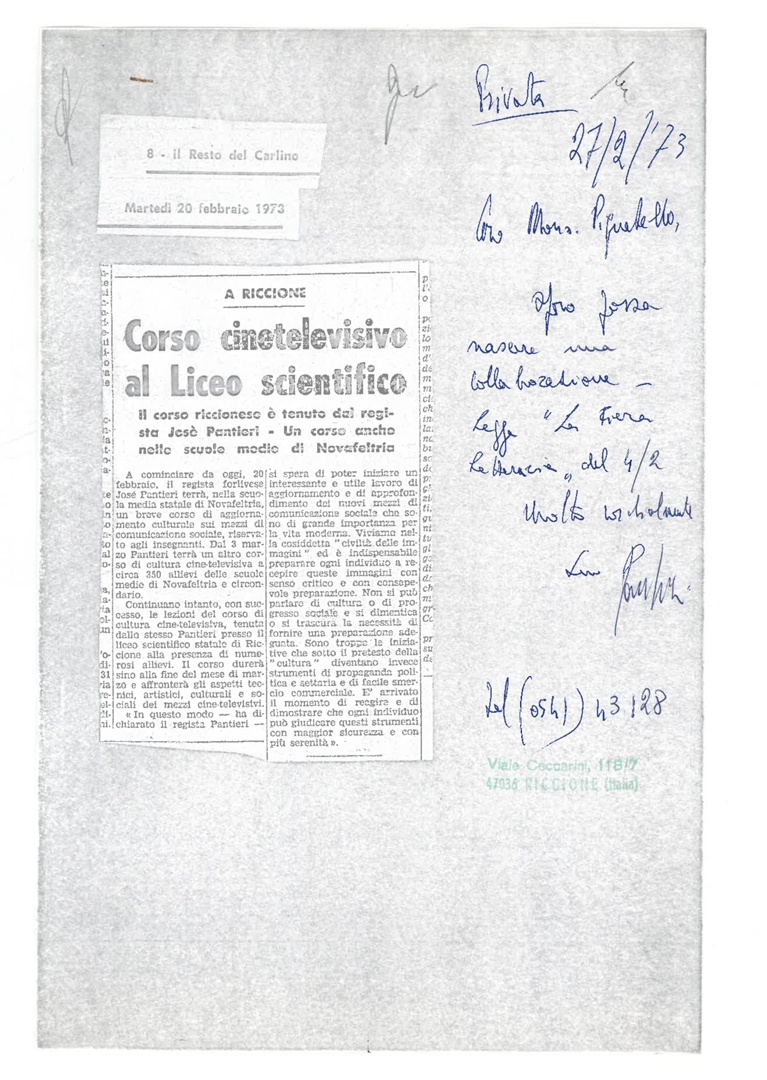 8 - il Resto del Carlino
Martedì 20 febbraio 1973
A RICCIONE
Corso cinetelevisivo
al Liceo scientifico
Il corso riccionese è tenuto dal regi-
sta Josè Pantieri - Un corso anche
nelle scuole medie di Novafeltria
A cominciare da oggi, 20
febbraio, il regista forlivese
José Pantieri terrà, nella scuo-
la media statale di Novafeltria,
un breve corso di aggiorna-
mento culturale sui mezzi di
comunicazione sociale, riserva-
to agli insegnanti. Dal 3 mar-
zo Pantieri terrà un altro cor-
so di cultura cine-televisiva a
circa 350 allievi delle scuole
medie di Novafeltria e circon-
dario.
Continuano intanto, con suc-
cesso, le lezioni del corso di
cultura cine-televisiva, tenuta
dallo stesso Pantieri presso il
liceo scientifico statale di Ric-
cione alla presenza di nume-
rosi allievi. Il corso durerà
sino alla fine del mese di mar-
zo e affronterà gli aspetti tec-
nici, artistici, culturali e so-
ciali dei mezzi cine-televisivi.
« In questo modo — ha di-
chiarato il regista Pantieri —
si spera di poter iniziare un
interessante e utile lavoro di
aggiornamento e di approfon-
dimento dei nuovi mezzi di
comunicazione sociale che so-
no di grande importanza per
la vita moderna. Viviamo nel-
la cosiddetta "civiltà delle im-
magini" ed è indispensabile
preparare ogni individuo a re-
cepire queste immagini con
senso critico e con consape-
vole preparazione. Non si può
parlare di cultura o di pro-
gresso sociale e si dimentica
o si trascura la necessità di
fornire una preparazione ade-
guata. Sono troppe le inizia-
tive che sotto il pretesto della
"cultura" diventano invece
strumenti di propaganda poli-
tica e settaria e di facile smer-
cio commerciale. E' arrivato
il momento di reagire e di
dimostrare che ogni individuo
può giudicare questi strumenti
con maggior sicurezza e con
più serenità ».
Privata
27/2/'73
Caro Mons. Pignatello,
spero possa
nascere una
collaborazione -
Legga "La Fiera
Letteraria" del 4/2
Molto cordialmente
Suo Pantieri
Tel (0541) 43128
Viale Ceccarini, 118/7
47036 RICCIONE (Italia)